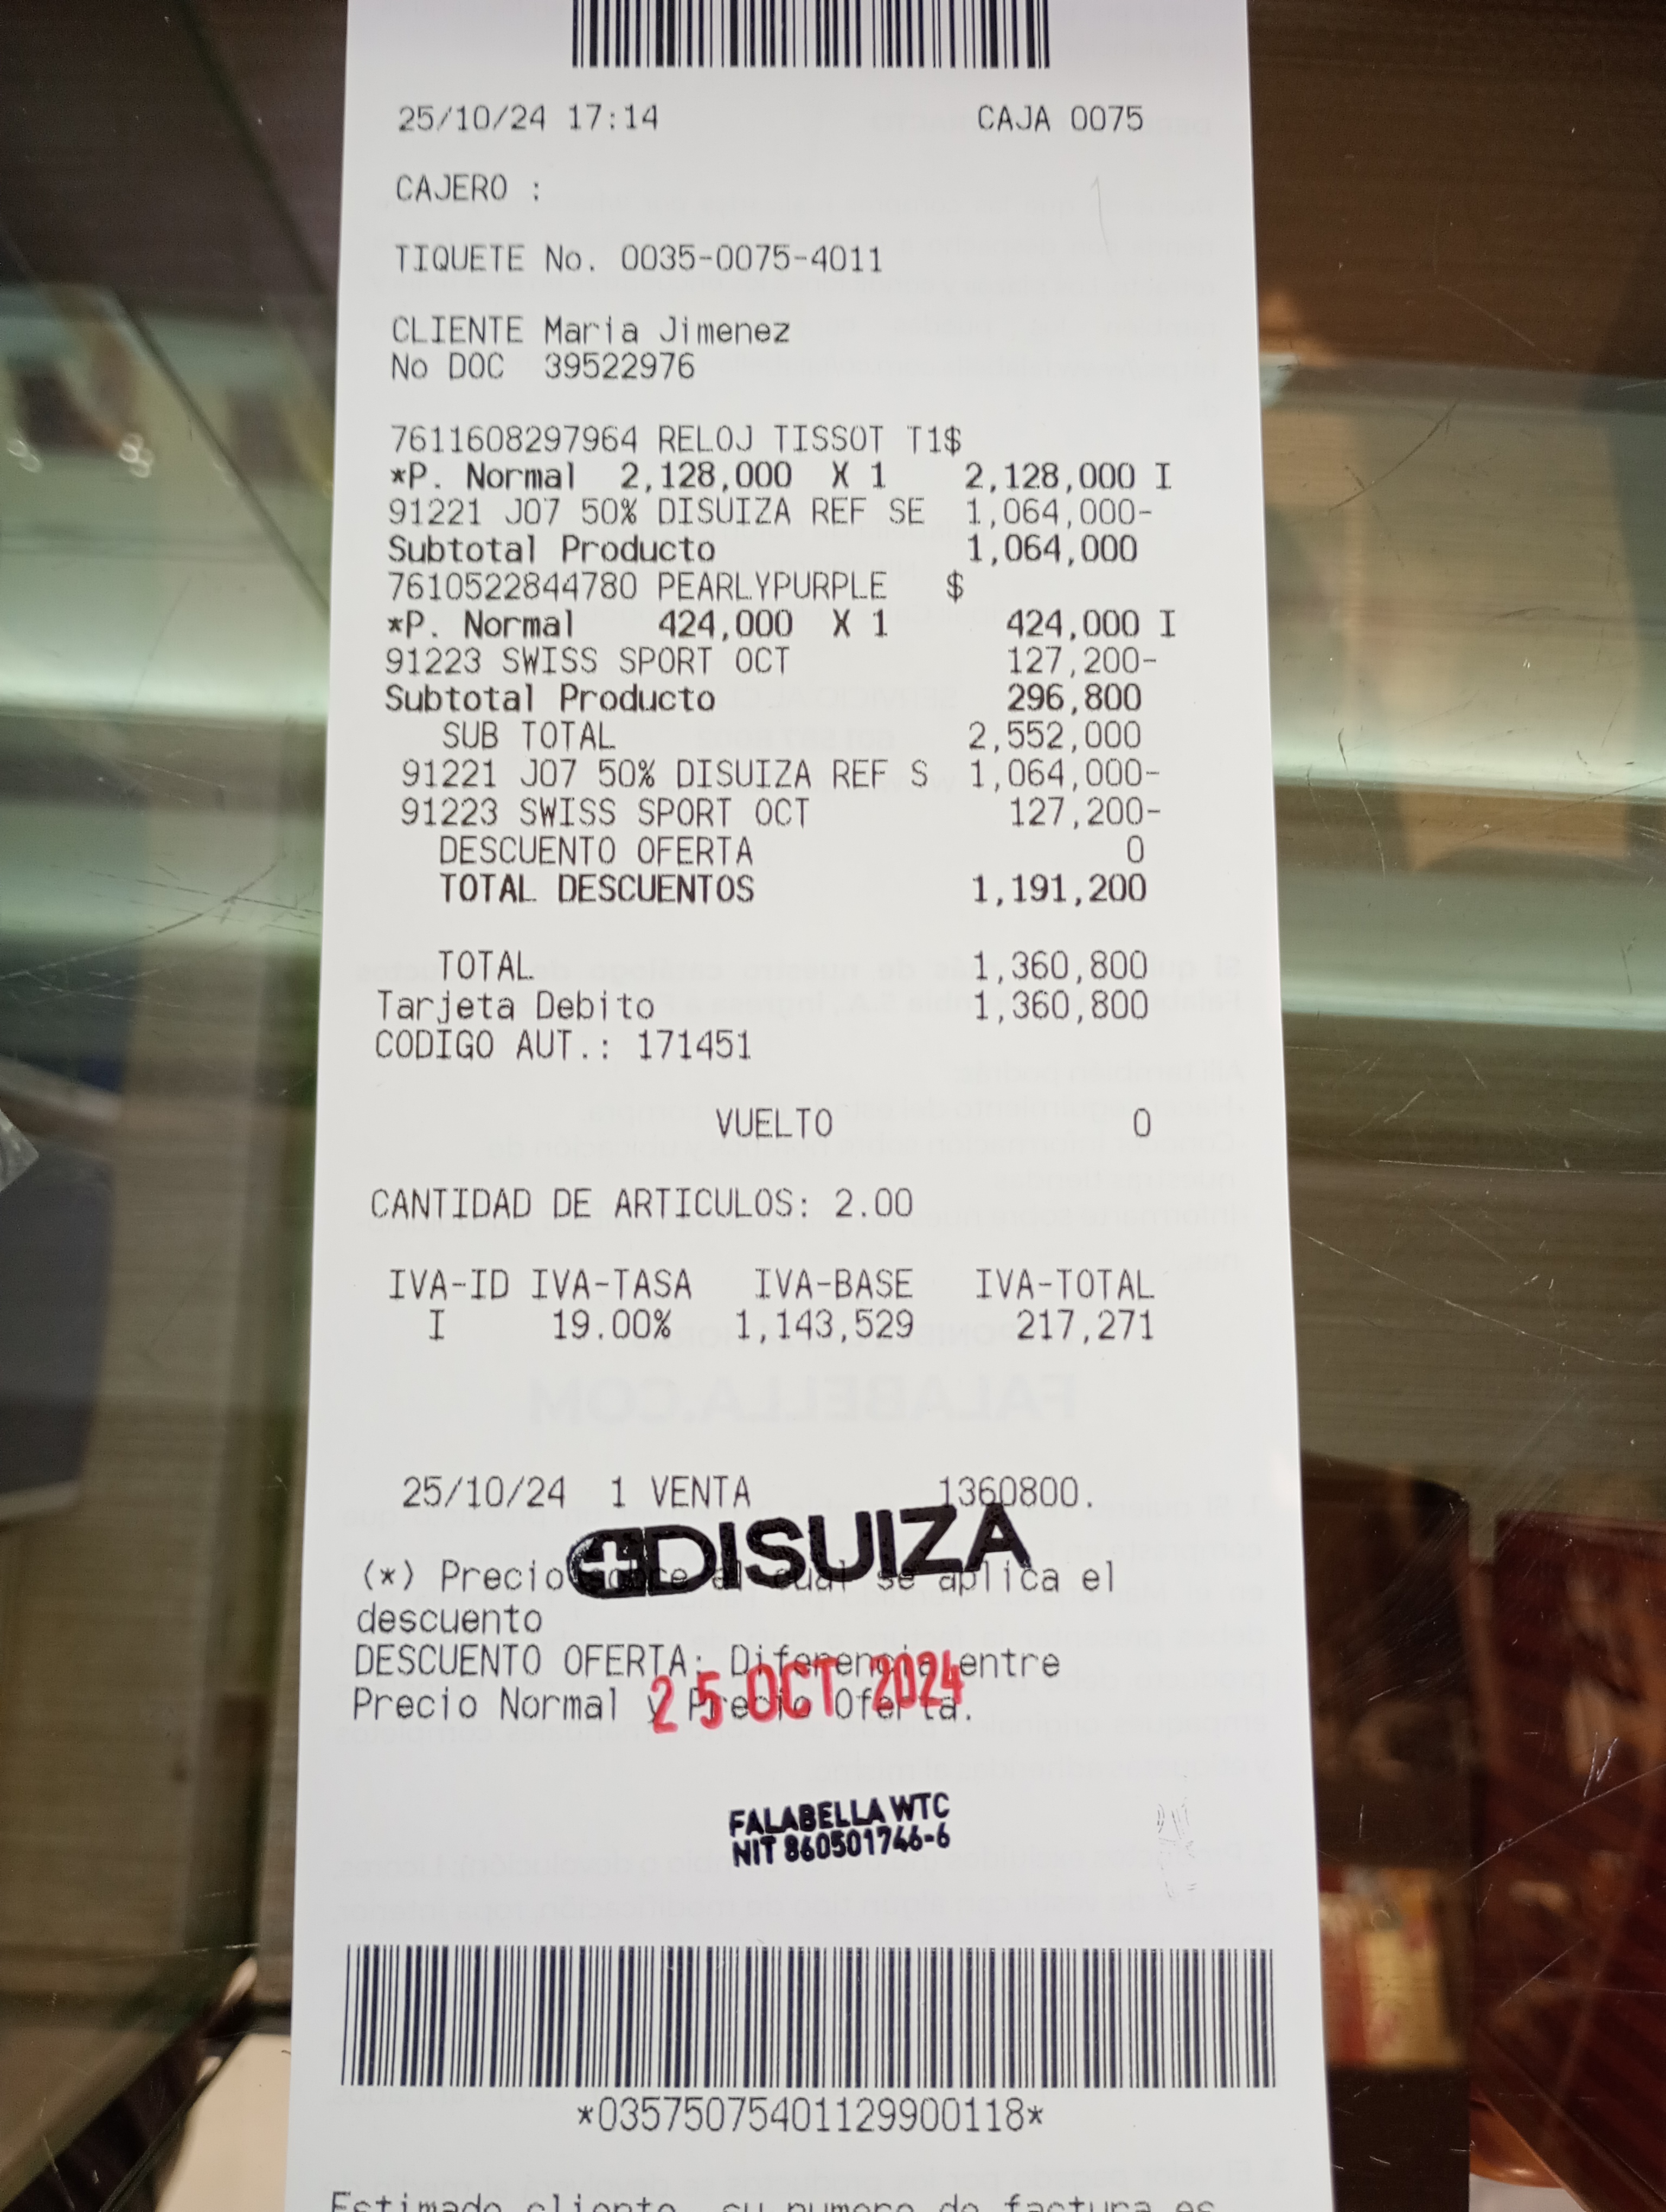 25/10/24 17:14 CAJA 0075
CAJERO :
TIQUETE No. 0035-0075-4011
CLIENTE Maria Jimenez
No DOC 39522976
7611608297964 RELOJ TISSOT T1$
*P. Normal 2,128,000 X 1 2,128,000 I
91221 J07 50% DISUIZA REF SE 1,064,000-
Subtotal Producto 1,064,000
7610522844780 PEARLYPURPLE $
*P. Normal 424,000 X 1 424,000 I
91223 SWISS SPORT OCT 127,200-
Subtotal Producto 296,800
SUB TOTAL 2,552,000
91221 J07 50% DISUIZA REF S 1,064,000-
91223 SWISS SPORT OCT 127,200-
DESCUENTO OFERTA 0
TOTAL DESCUENTOS 1,191,200
TOTAL 1,360,800
Tarjeta Debito 1,360,800
CODIGO AUT.: 171451
VUELTO 0
CANTIDAD DE ARTICULOS: 2.00
IVA-ID IVA-TASA IVA-BASE IVA-TOTAL
I 19.00% 1,143,529 217,271
FALABELLA.COM
25/10/24 1 VENTA 1360800.
DISUIZA
(*) Precio sobre el cual se aplica el
descuento
DESCUENTO OFERTA: Diferencia entre
Precio Normal y Precio Oferta.
25 OCT 2024
FALABELLA WTC
NIT 860501746-6
*03575075401129900118*
Estimado cliente, su numero de factura es